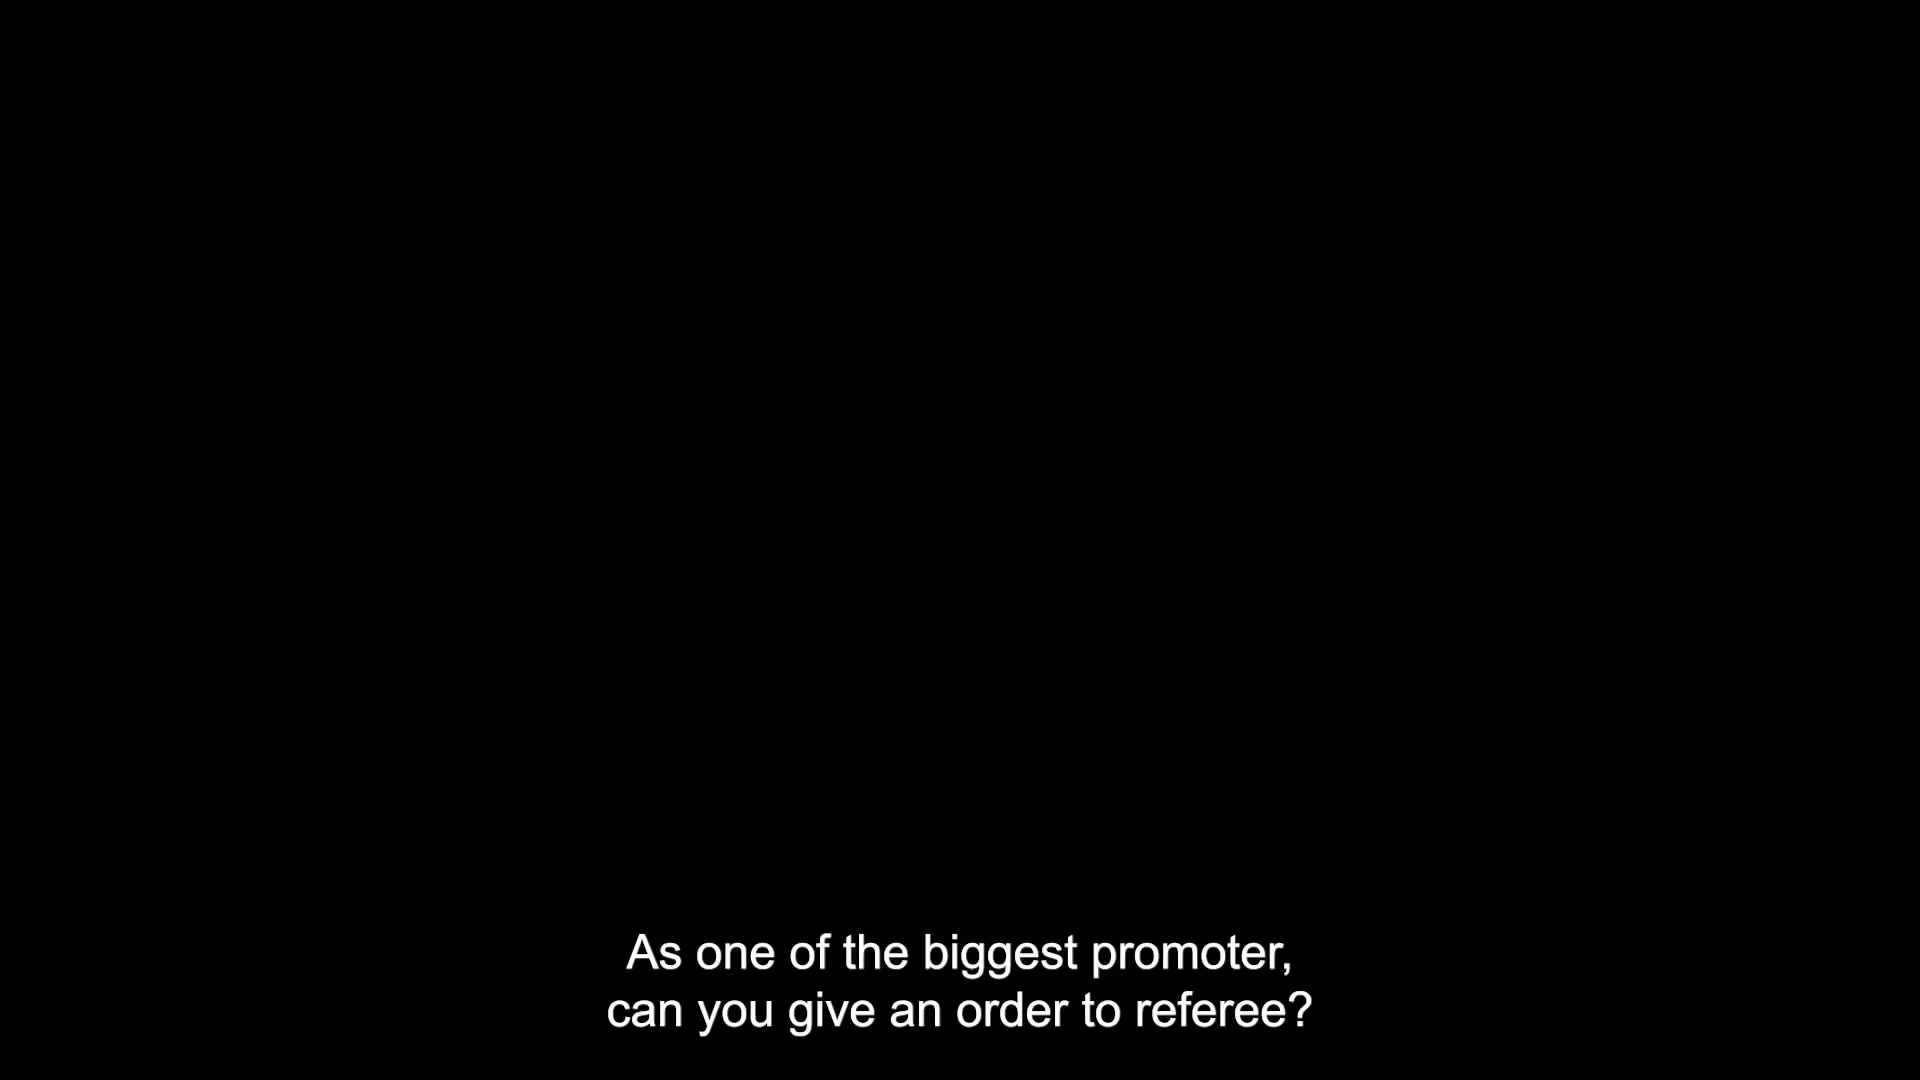 As one of the biggest promoter,
can you give an order to referee?